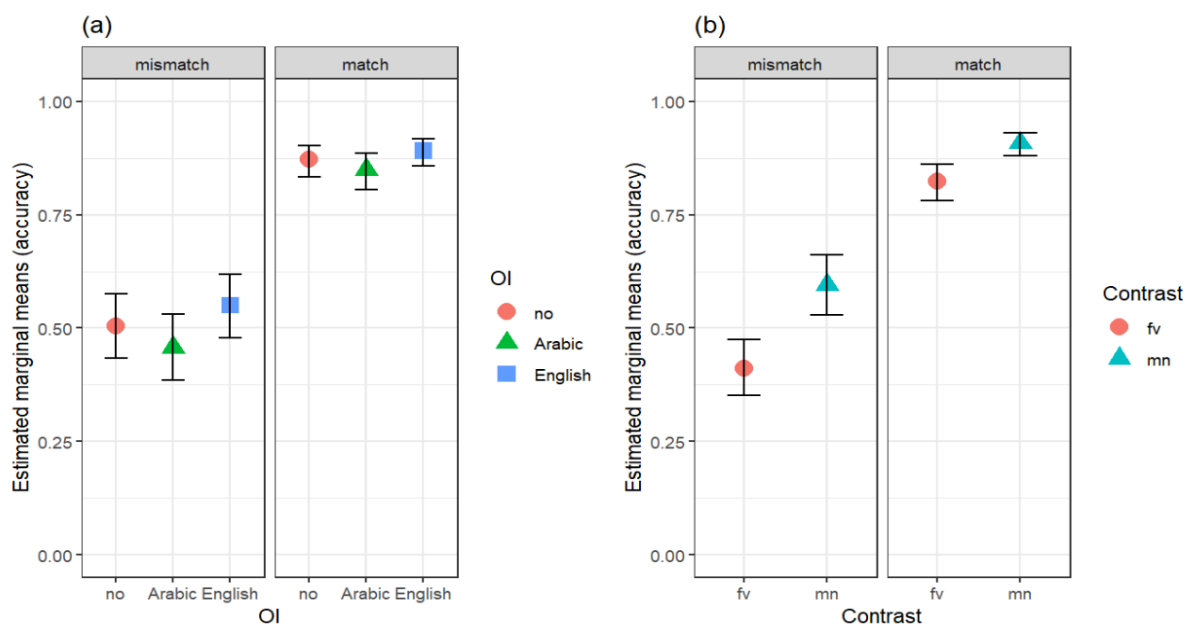 (a)
mismatch
match
Estimated marginal means (accuracy)
1.00
0.75
0.50
0.25
0.00
no Arabic English
no Arabic English
OI
OI
no
Arabic
English
(b)
mismatch
match
Estimated marginal means (accuracy)
1.00
0.75
0.50
0.25
0.00
fv mn
fv mn
Contrast
Contrast
fv
mn